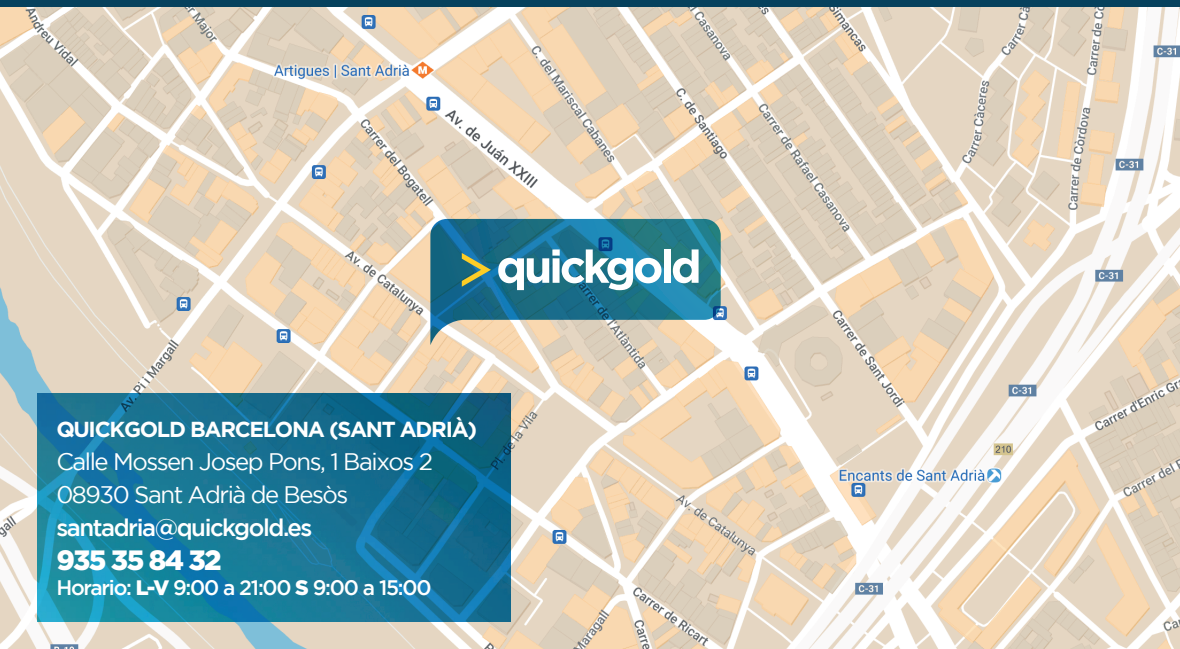 Andreu Vidal
r Major
Artigues | Sant Adrià
M
Av. de Juán XXIII
C. del Mariscal Cabanes
Casanova
Simancas
C-31
Carrer Càceres
Carrer de Còrdova
C-31
C. de Santiago
Carrer de Rafael Casanova
Carrer del Bogatell
Av. de Catalunya
> quickgold
Carrer de l'Atlàntida
C-31
Carrer de Sant Jordi
C-31
Carrer d'Enric Gr
Av. Pi i Margall
Pl. de la Vila
210
Encants de Sant Adrià
Carrer del
Av. de Catalunya
C-31
Carrer de Ricart
Maragall
Carre
QUICKGOLD BARCELONA (SANT ADRIÀ)
Calle Mossen Josep Pons, 1 Baixos 2
08930 Sant Adrià de Besòs
santadria@quickgold.es
935 35 84 32
Horario: L-V 9:00 a 21:00 S 9:00 a 15:00